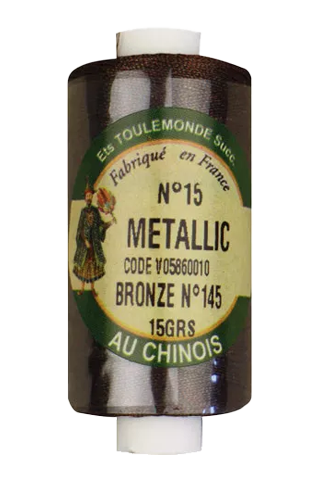 Ets TOULEMONDE Succ.
Fabriqué en France
N°15
METALLIC
CODE V05860010
BRONZE N°145
15GRS
AU CHINOIS